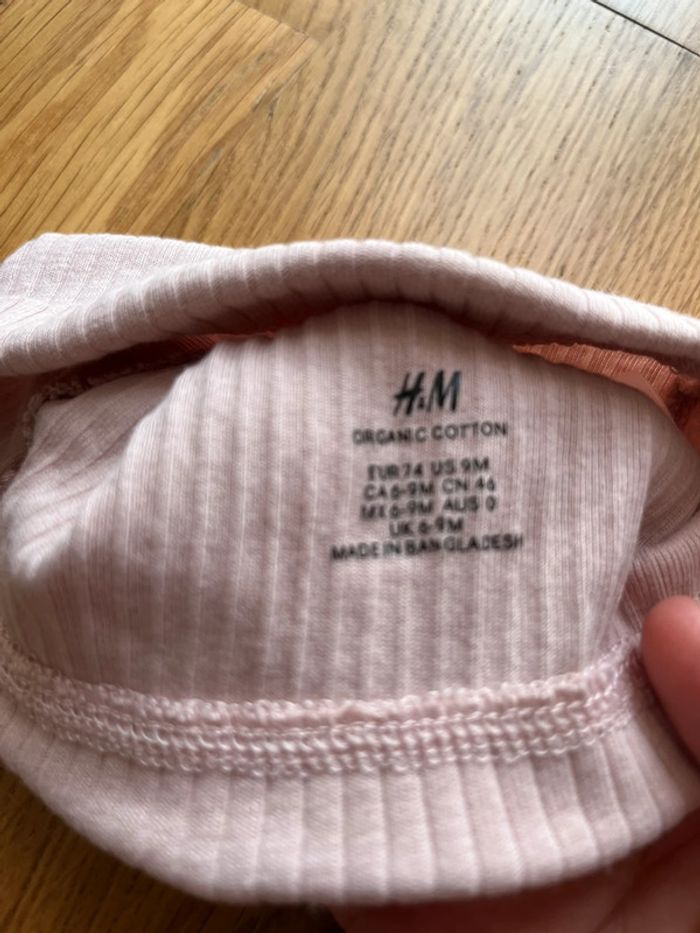 H&M
ORGANIC COTTON
EUR 74 US 9M
CA 6-9M CN 46
MX 6-9M AUS 0
UK 6-9M
MADE IN BANGLADESH